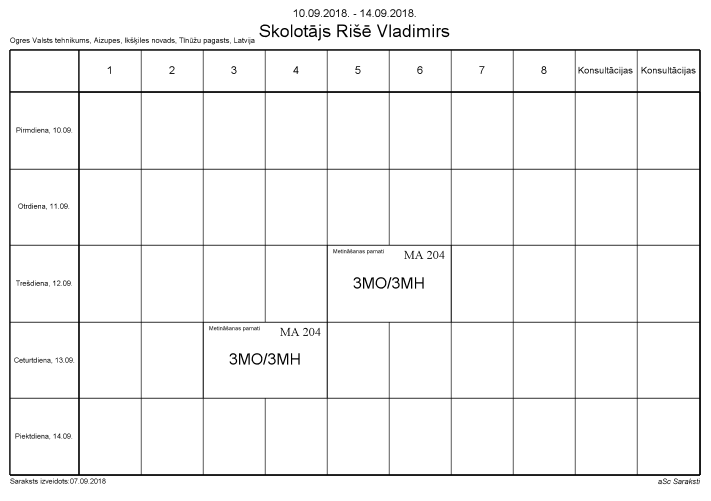 10.09.2018. - 14.09.2018.
Ogres Valsts tehnikums, Aizupes, Ikšķiles novads, Tīnūžu pagasts, Latvija
Skolotājs Rišē Vladimirs
1 2 3 4 5 6 7 8 Konsultācijas Konsultācijas
Pirmdiena, 10.09.
Otrdiena, 11.09.
Metināšanas pamati MA 204
Trešdiena, 12.09. 3MO/3MH
Metināšanas pamati MA 204
Ceturtdiena, 13.09. 3MO/3MH
Piektdiena, 14.09.
Saraksts izveidots:07.09.2018 aSc Saraksti